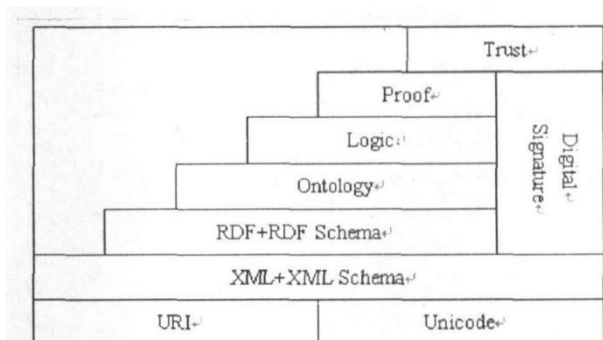 Trust
Proof
Logic
Digital
Signature
Ontology
RDF+RDF Schema
XML+XML Schema
URI
Unicode